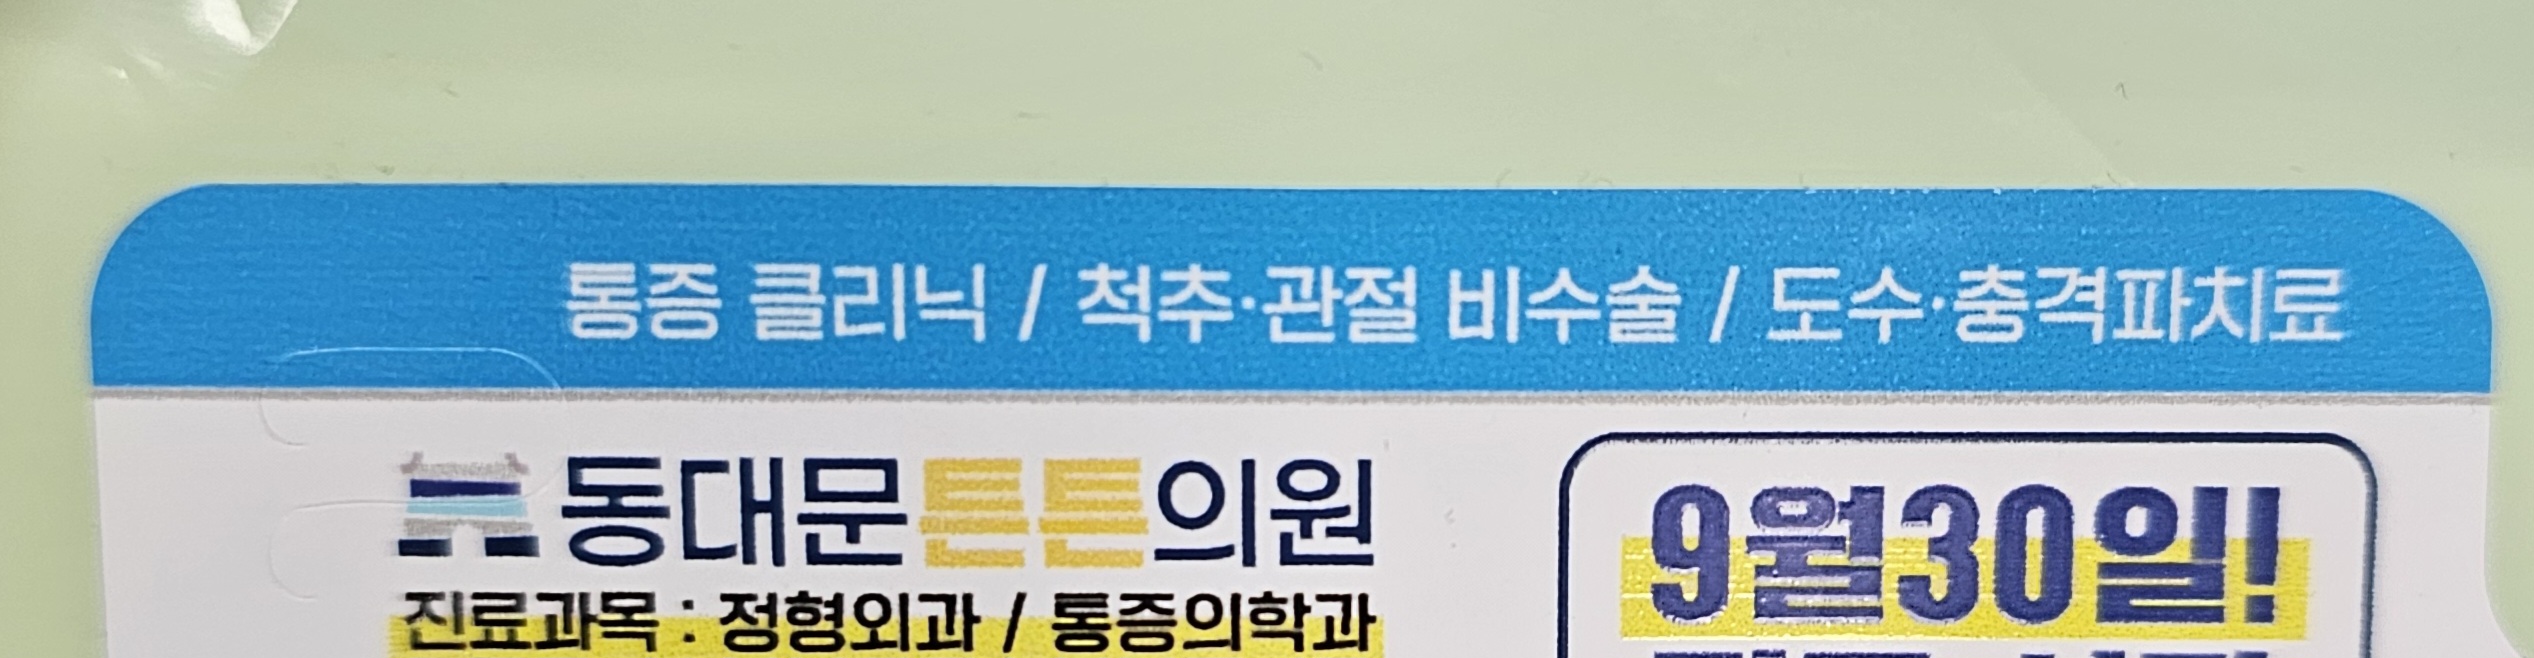 통증 클리닉 / 척추·관절 비수술 / 도수·충격파치료
동대문튼튼의원
진료과목 : 정형외과 / 통증의학과
9월30일!